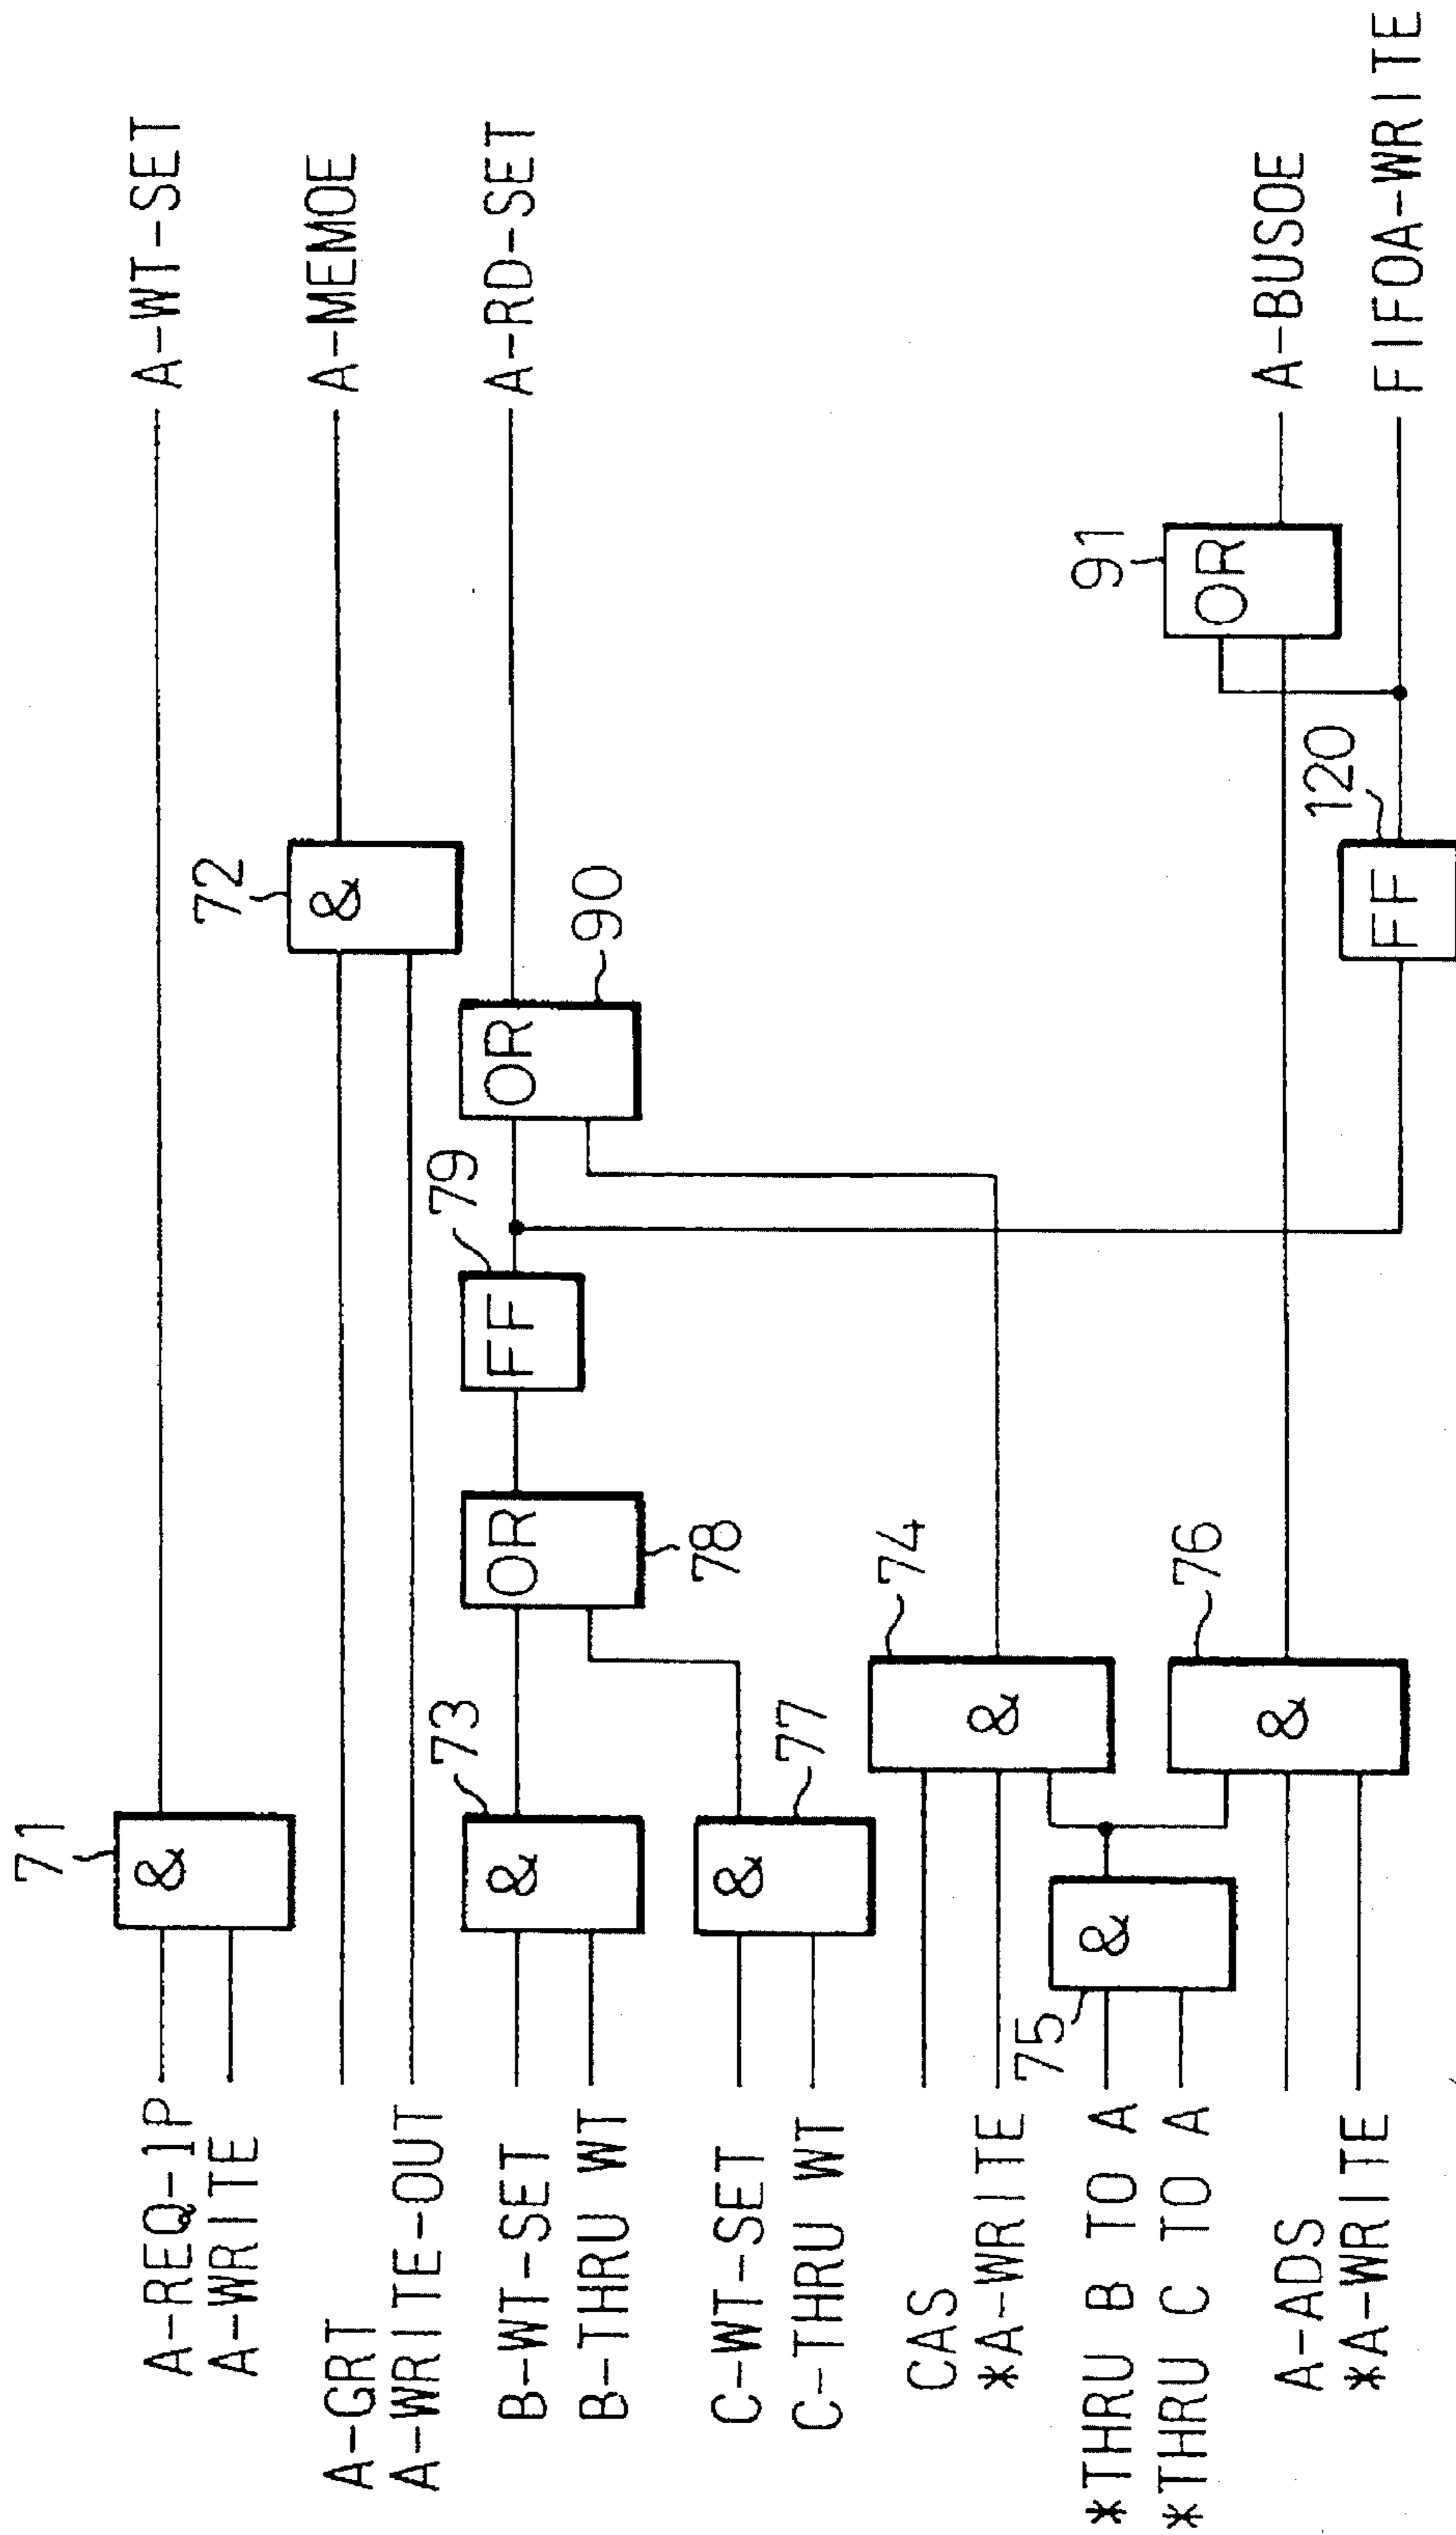 A-REQ-1P
A-WRITE
71
&
A-WT-SET
A-GRT
A-WRITE-OUT
72
&
A-MEMOE
B-WT-SET
B-THRU WT
73
&
OR
78
FF
79
OR
90
A-RD-SET
C-WT-SET
C-THRU WT
77
&
CAS
*A-WRITE
74
&
*THRU B TO A
*THRU C TO A
75
&
A-ADS
*A-WRITE
76
&
91
OR
A-BUSOE
120
FF
FIFOA-WRITE